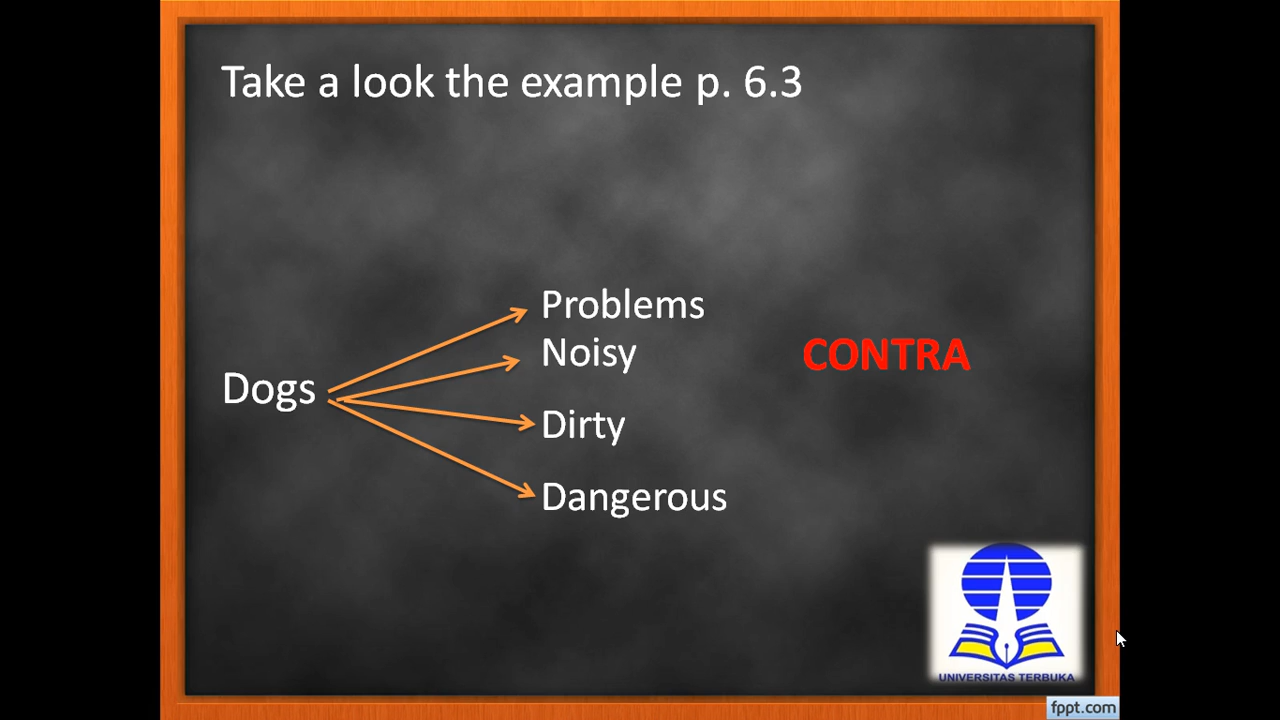 Take a look the example p. 6.3
Problems
Noisy
CONTRA
Dogs
Dirty
Dangerous
UNIVERSITAS TERBUKA
fppt.com